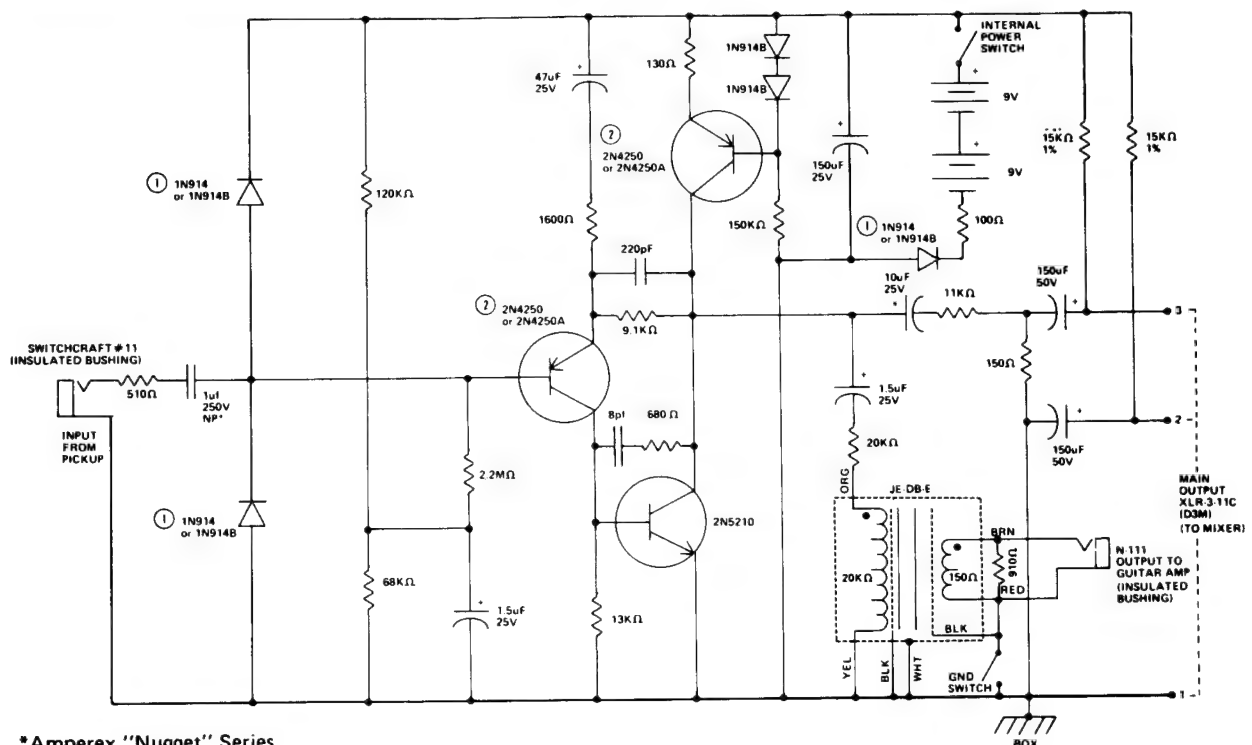 INTERNAL
POWER
SWITCH
+
47uF
25V
130Ω
1N914B
1N914B
+
9V
+
9V
15KΩ
1%
15KΩ
1%
②
2N4250
or 2N4250A
+
150uF
25V
① 1N914
or 1N914B
120KΩ
1600Ω
150KΩ
100Ω
① 1N914
or 1N914B
220pF
10uF
25V
+
11KΩ
150uF
50V
+
3
② 2N4250
or 2N4250A
9.1KΩ
150Ω
SWITCHCRAFT #11
(INSULATED BUSHING)
510Ω
1uf
250V
NP*
INPUT
FROM
PICKUP
+
1.5uF
25V
+
2
150uF
50V
8pf
680Ω
20KΩ
2.2MΩ
ORG
JE-DB-E
MAIN
OUTPUT
XLR-3-11C
(D3M)
(TO MIXER)
① 1N914
or 1N914B
2N5210
BRN
N-111
OUTPUT TO
GUITAR AMP
(INSULATED
BUSHING)
20KΩ
150Ω
910Ω
RED
68KΩ
+
1.5uF
25V
13KΩ
BLK
YEL
BLK
WHT
GND
SWITCH
1
BOX
*Amperex "Nugget" Series